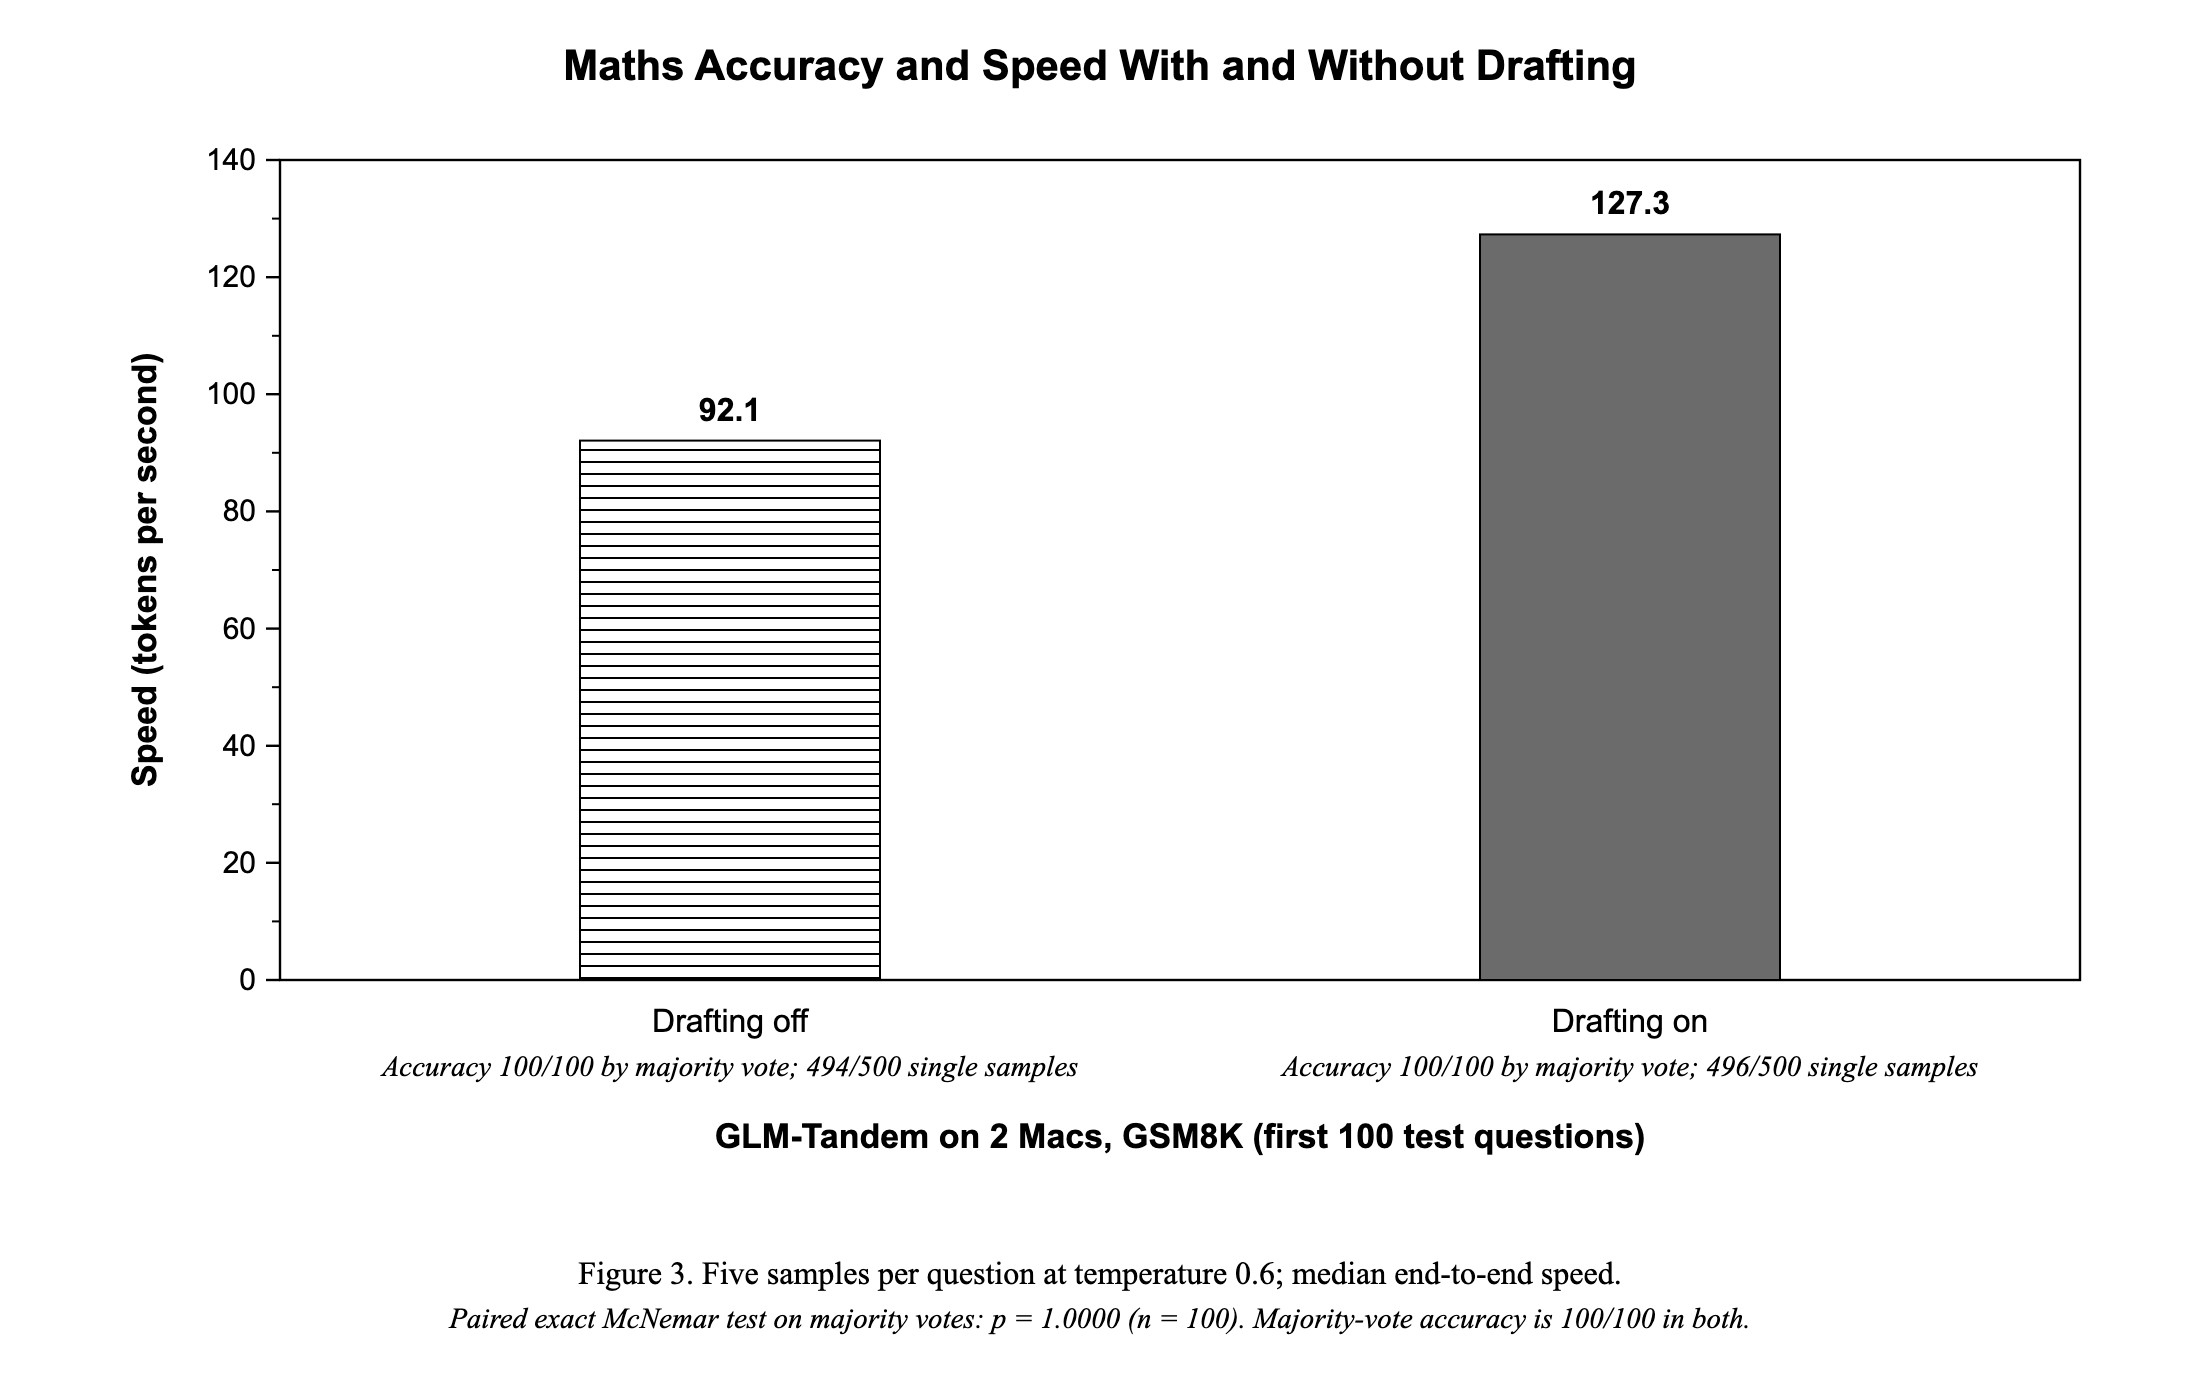 Maths Accuracy and Speed With and Without Drafting
Speed (tokens per second)
140
120
100
80
60
40
20
0
92.1
127.3
Drafting off
Accuracy 100/100 by majority vote; 494/500 single samples
Drafting on
Accuracy 100/100 by majority vote; 496/500 single samples
GLM-Tandem on 2 Macs, GSM8K (first 100 test questions)
Figure 3. Five samples per question at temperature 0.6; median end-to-end speed.
Paired exact McNemar test on majority votes: p = 1.0000 (n = 100). Majority-vote accuracy is 100/100 in both.